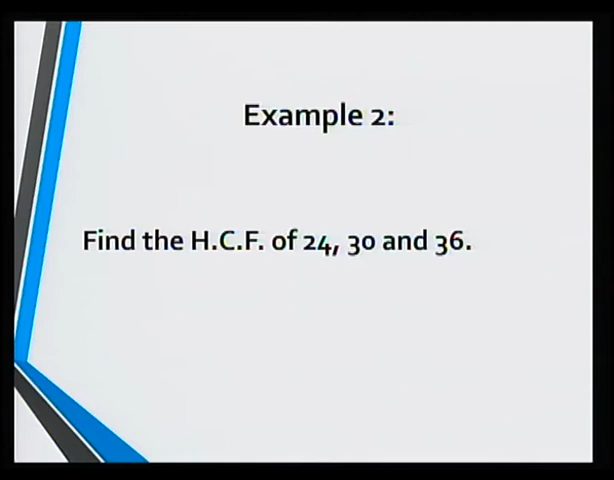 Example 2:
Find the H.C.F. of 24, 30 and 36.